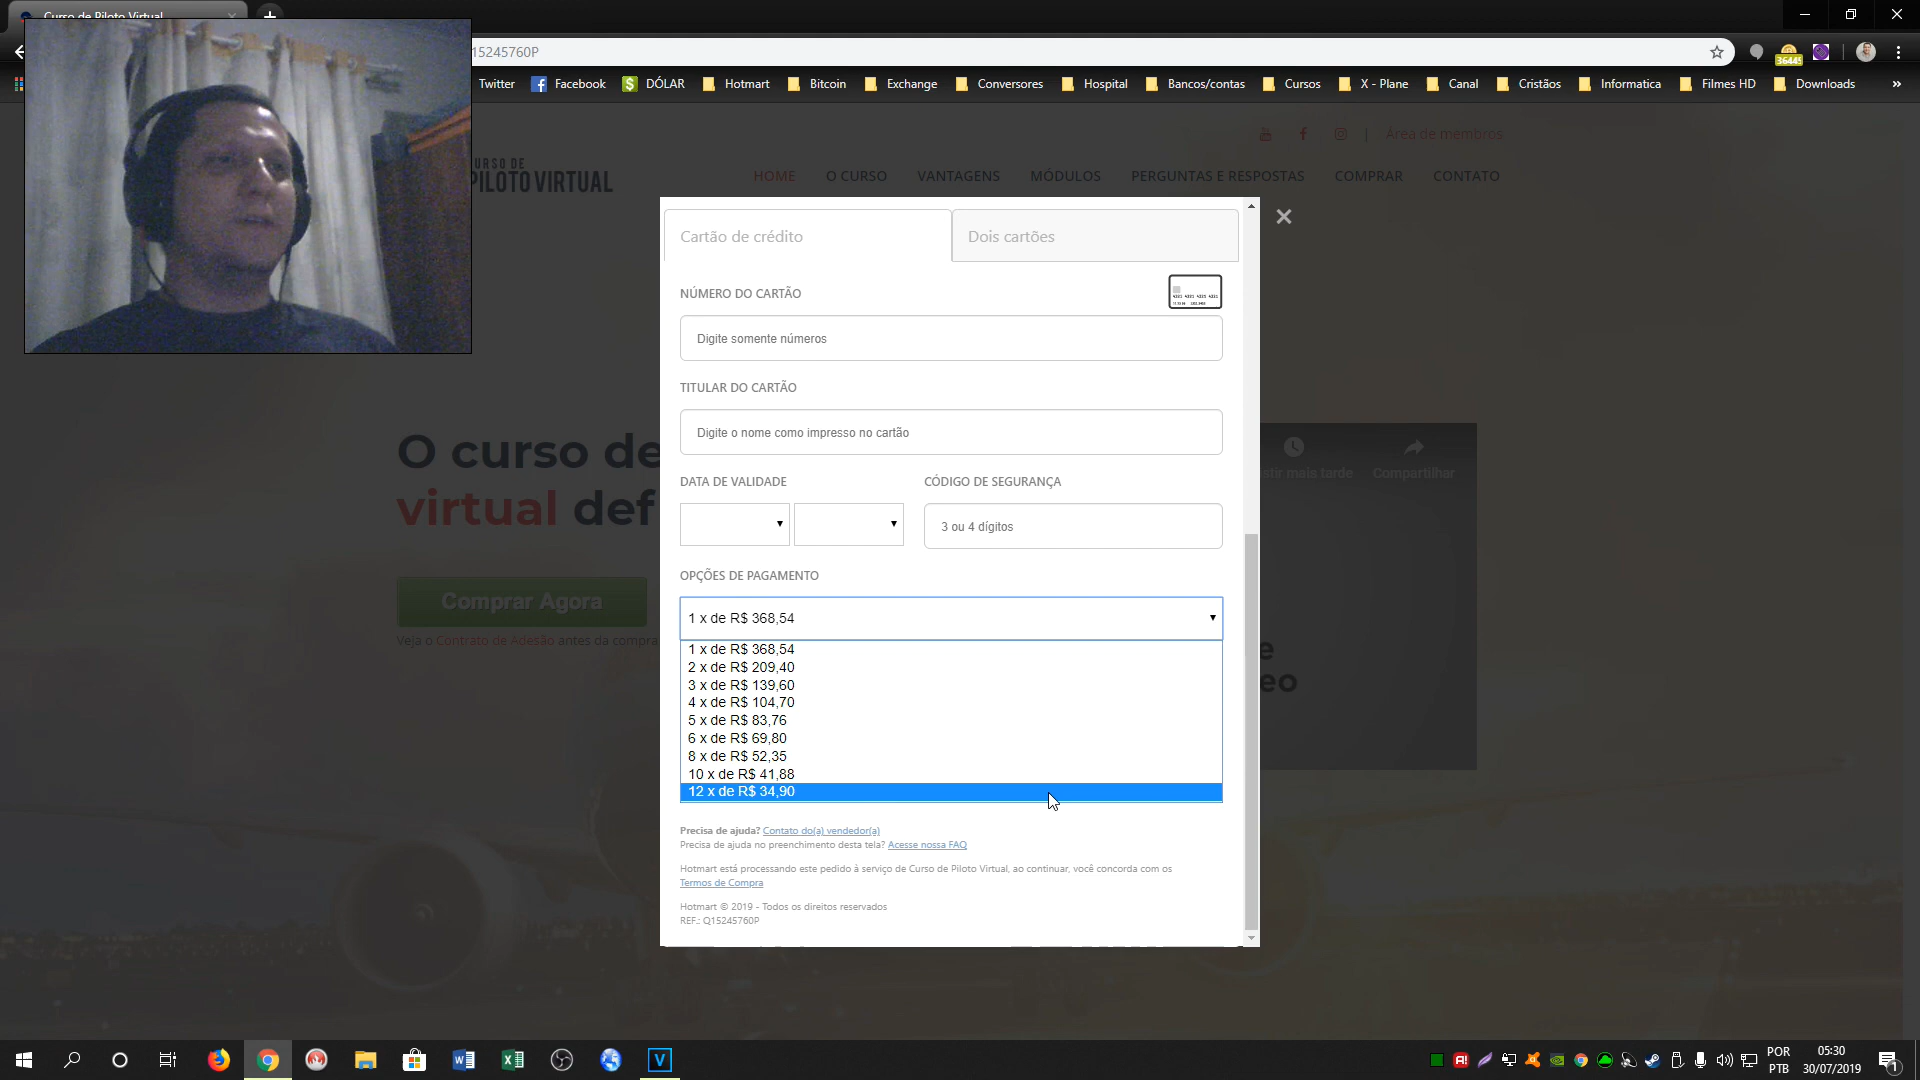 Curso de Piloto Virtual
15245760P
36445
Twitter
Facebook
DÓLAR
Hotmart
Bitcoin
Exchange
Conversores
Hospital
Bancos/contas
Cursos
X - Plane
Canal
Cristãos
Informatica
Filmes HD
Downloads
»
Área de membros
URSO DE
PILOTO VIRTUAL
HOME
O CURSO
VANTAGENS
MÓDULOS
PERGUNTAS E RESPOSTAS
COMPRAR
CONTATO
Cartão de crédito
Dois cartões
NÚMERO DO CARTÃO
Digite somente números
TITULAR DO CARTÃO
Digite o nome como impresso no cartão
DATA DE VALIDADE
CÓDIGO DE SEGURANÇA
3 ou 4 dígitos
OPÇÕES DE PAGAMENTO
1 x de R$ 368,54
1 x de R$ 368,54
2 x de R$ 209,40
3 x de R$ 139,60
4 x de R$ 104,70
5 x de R$ 83,76
6 x de R$ 69,80
8 x de R$ 52,35
10 x de R$ 41,88
12 x de R$ 34,90
Precisa de ajuda? Contato do(a) vendedor(a)
Precisa de ajuda no preenchimento desta tela? Acesse nossa FAQ
Hotmart está processando este pedido à serviço de Curso de Piloto Virtual, ao continuar, você concorda com os
Termos de Compra
Hotmart © 2019 - Todos os direitos reservados
REF.: Q15245760P
O curso de
virtual def
Comprar Agora
Veja o Contrato de Adesão antes da compra
istir mais tarde
Compartilhar
e
eo
POR
PTB
05:30
30/07/2019
1